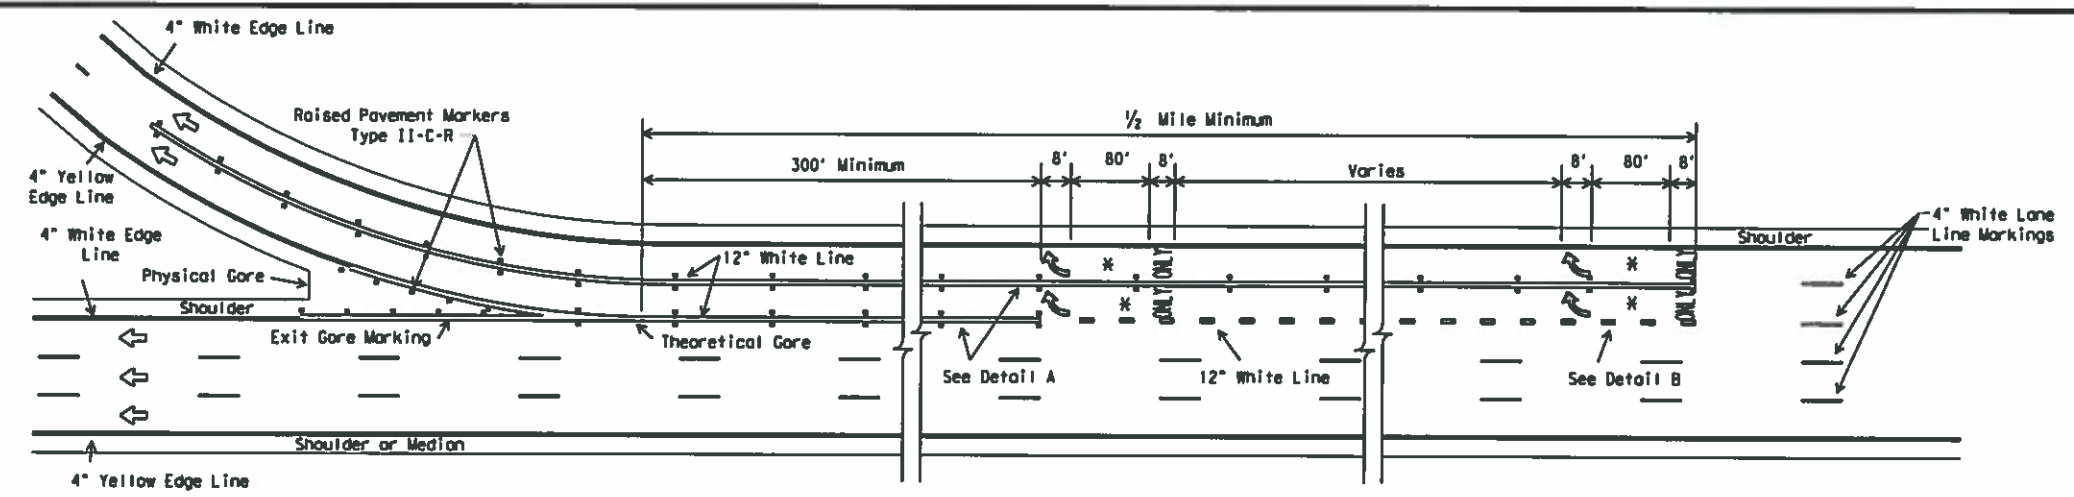 4" White Edge Line
Raised Pavement Markers
Type II-C-R
½ Mile Minimum
300' Minimum
8'
80'
8'
Varies
8'
80'
8'
4" Yellow
Edge Line
4" White Edge
Line
Physical Gore
12" White Line
*
ONLY
*
ONLY
*
ONLY
*
ONLY
Shoulder
4" White Lane
Line Markings
Shoulder
Exit Gore Marking
Theoretical Gore
See Detail A
12" White Line
See Detail B
Shoulder or Median
4" Yellow Edge Line